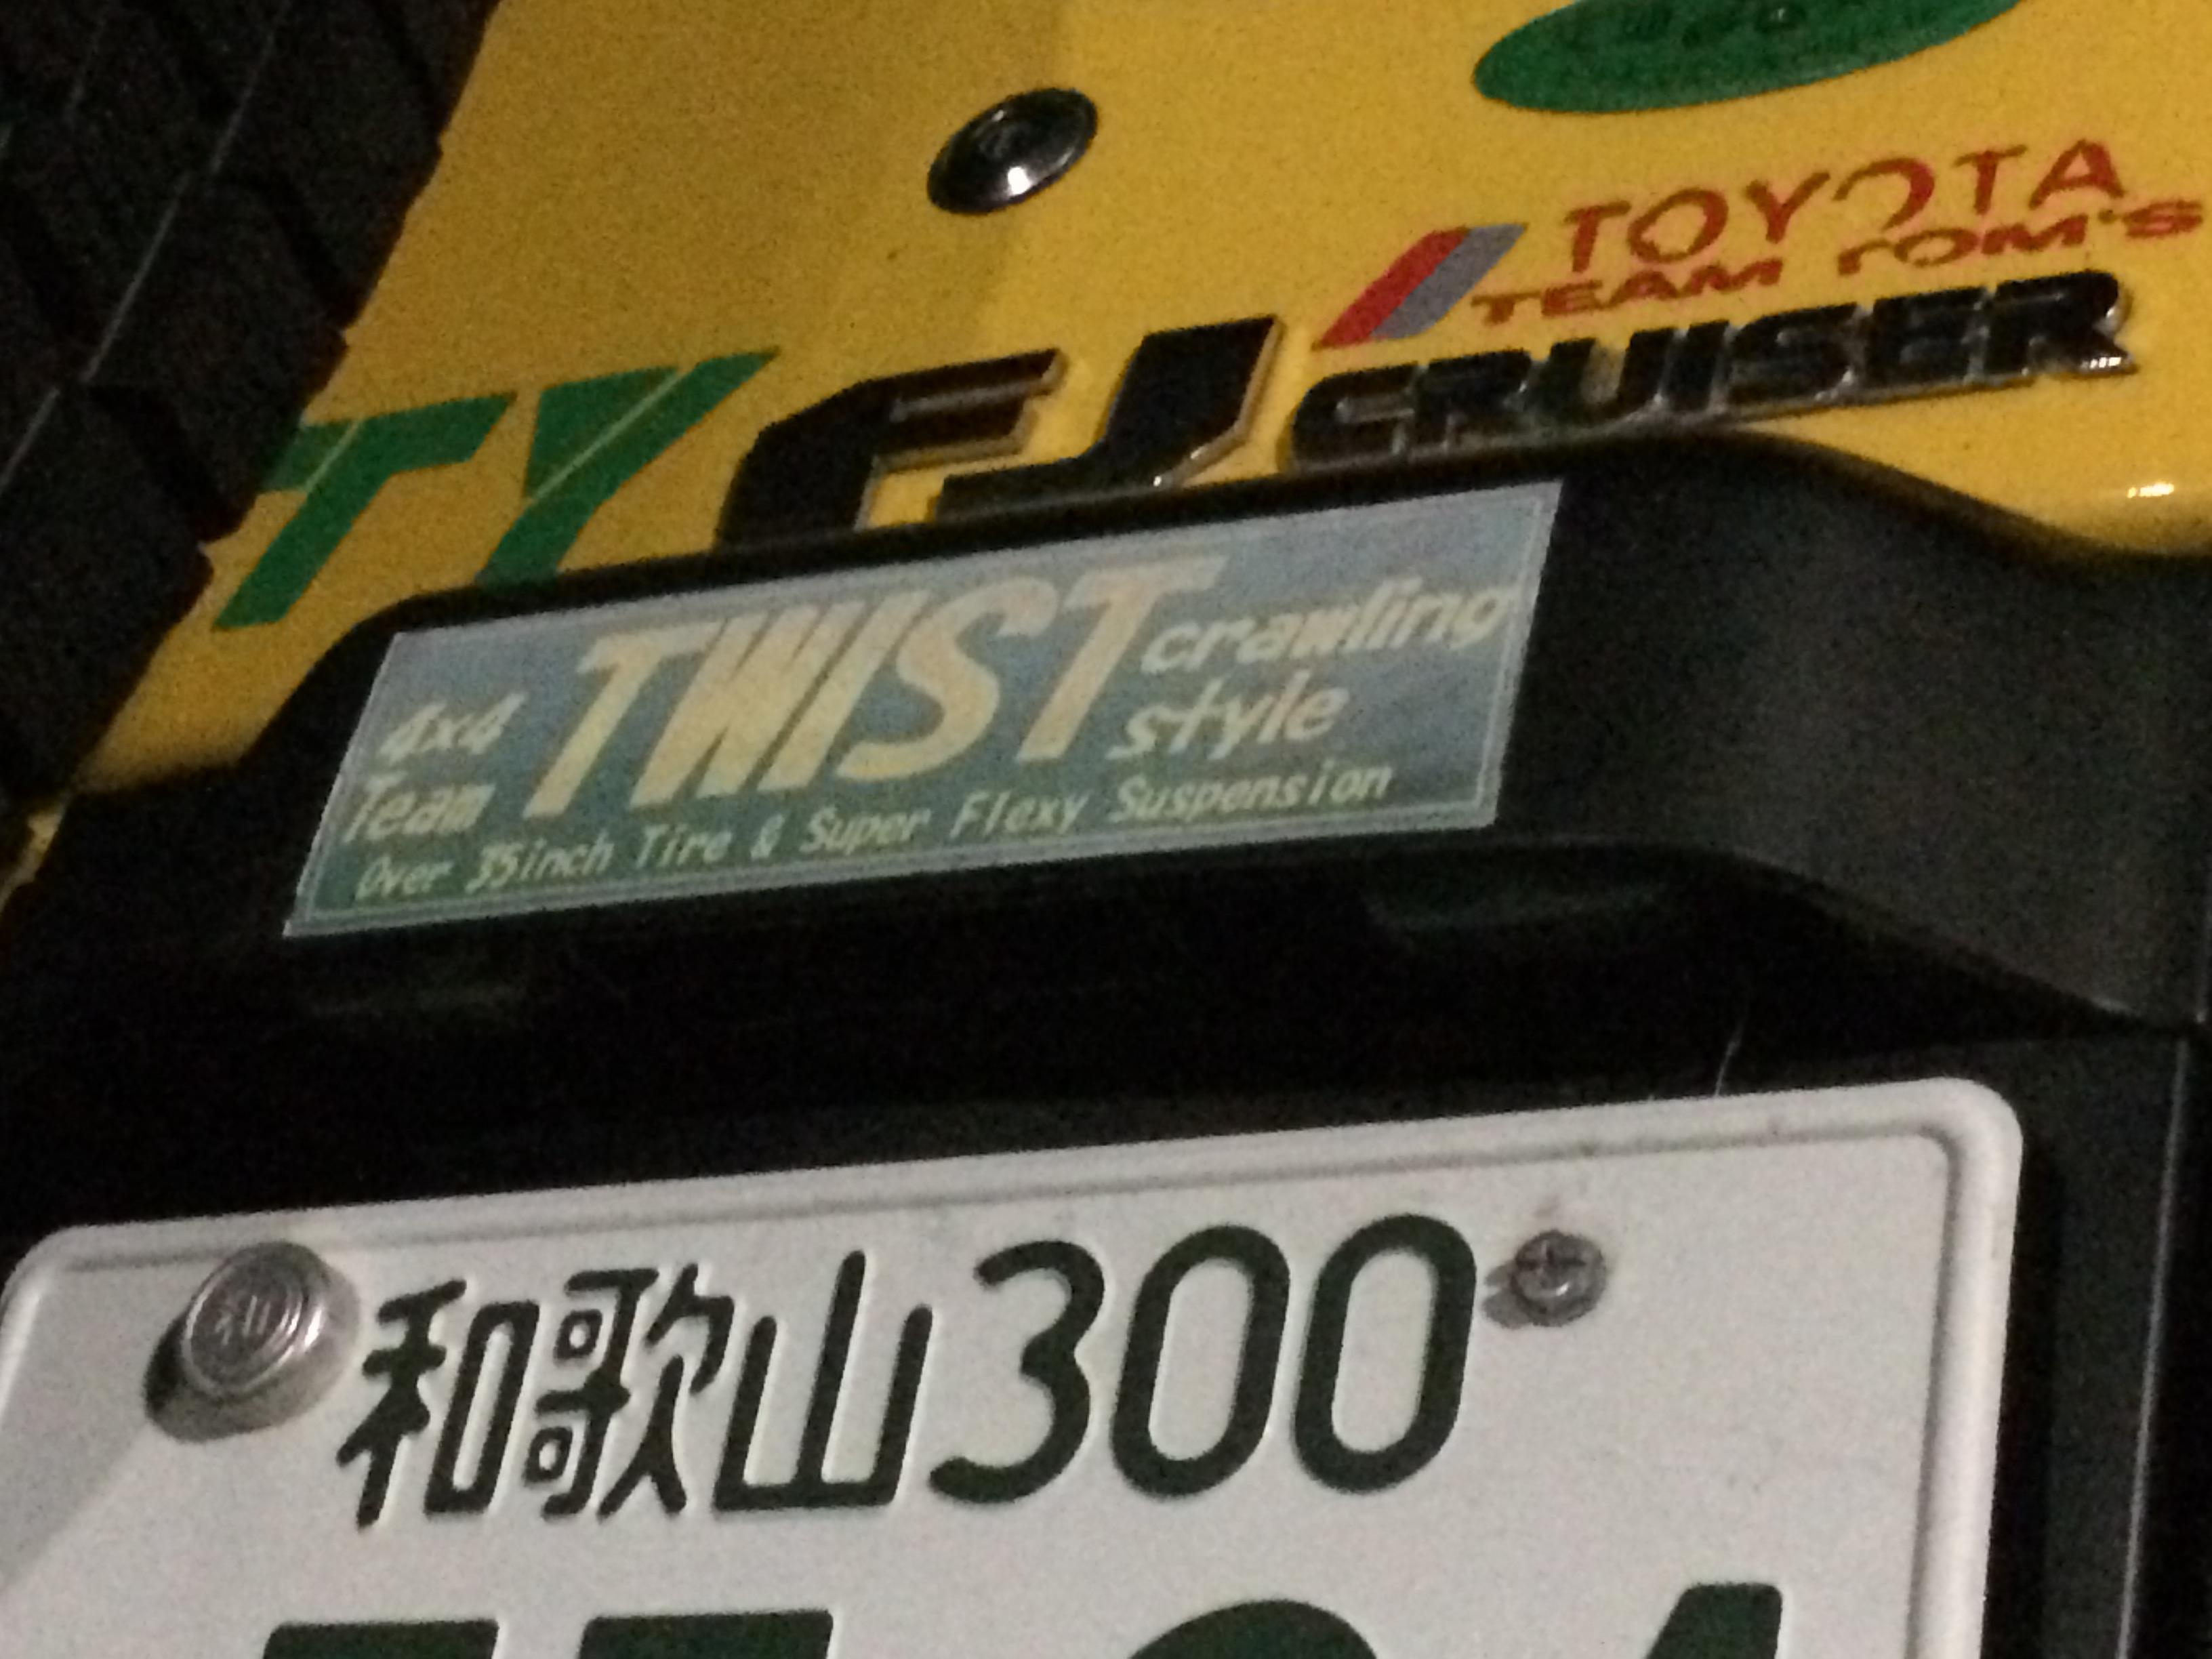 TOYOTA
TEAM TOM'S
TY FJ CRUISER
4x4 Team TWIST crawling style
Over 35inch Tire & Super Flexy Suspension
和歌山300